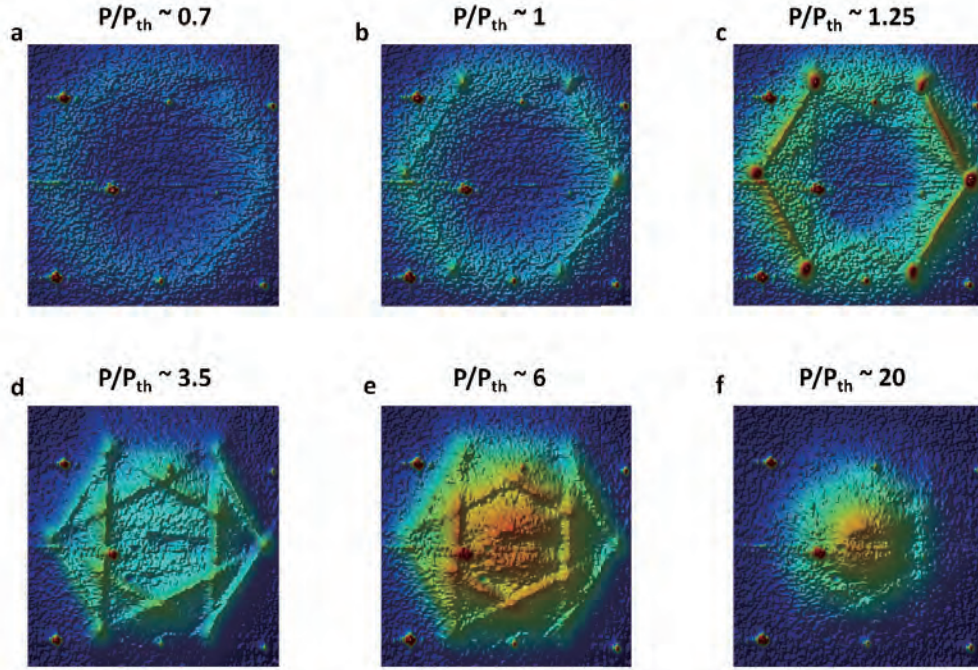 P/Pth ~ 0.7
P/Pth ~ 1
P/Pth ~ 1.25
a
b
c
P/Pth ~ 3.5
P/Pth ~ 6
P/Pth ~ 20
d
e
f